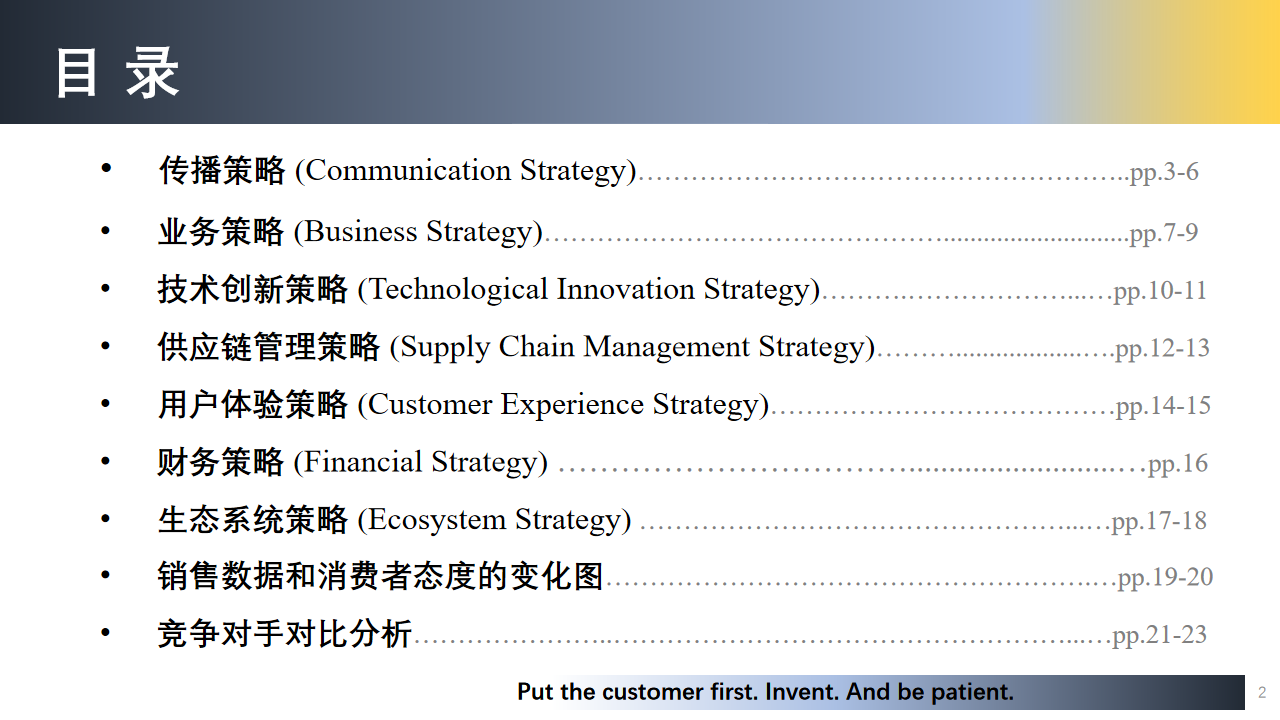 目 录
• 传播策略 (Communication Strategy)…………………………………………………..pp.3-6
• 业务策略 (Business Strategy)………………………………………...........................pp.7-9
• 技术创新策略 (Technological Innovation Strategy)……….………………...…pp.10-11
• 供应链管理策略 (Supply Chain Management Strategy)………....................….pp.12-13
• 用户体验策略 (Customer Experience Strategy)…………………………………pp.14-15
• 财务策略 (Financial Strategy) ……………………………...........................…pp.16
• 生态系统策略 (Ecosystem Strategy) ……………………………………………...…pp.17-18
• 销售数据和消费者态度的变化图……………………………………………….…pp.19-20
• 竞争对手对比分析…………………..……………………………………………...…pp.21-23
Put the customer first. Invent. And be patient.
2